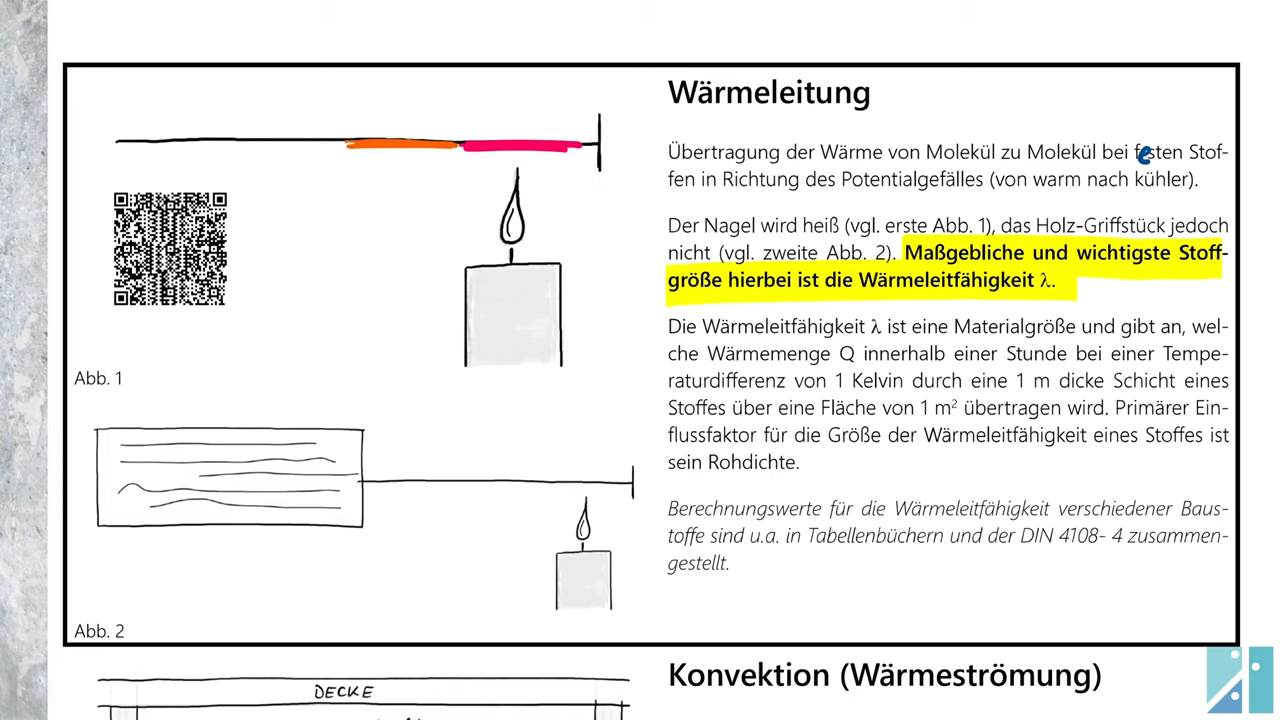 Wärmeleitung
Übertragung der Wärme von Molekül zu Molekül bei festen Stof-
fen in Richtung des Potentialgefälles (von warm nach kühler).
Der Nagel wird heiß (vgl. erste Abb. 1), das Holz-Griffstück jedoch
nicht (vgl. zweite Abb. 2). Maßgebliche und wichtigste Stoff-
größe hierbei ist die Wärmeleitfähigkeit λ.
Die Wärmeleitfähigkeit λ ist eine Materialgröße und gibt an, wel-
che Wärmemenge Q innerhalb einer Stunde bei einer Tempe-
raturdifferenz von 1 Kelvin durch eine 1 m dicke Schicht eines
Stoffes über eine Fläche von 1 m² übertragen wird. Primärer Ein-
flussfaktor für die Größe der Wärmeleitfähigkeit eines Stoffes ist
sein Rohdichte.
Berechnungswerte für die Wärmeleitfähigkeit verschiedener Baus-
toffe sind u.a. in Tabellenbüchern und der DIN 4108- 4 zusammen-
gestellt.
Abb. 1
Abb. 2
Konvektion (Wärmeströmung)
DECKE